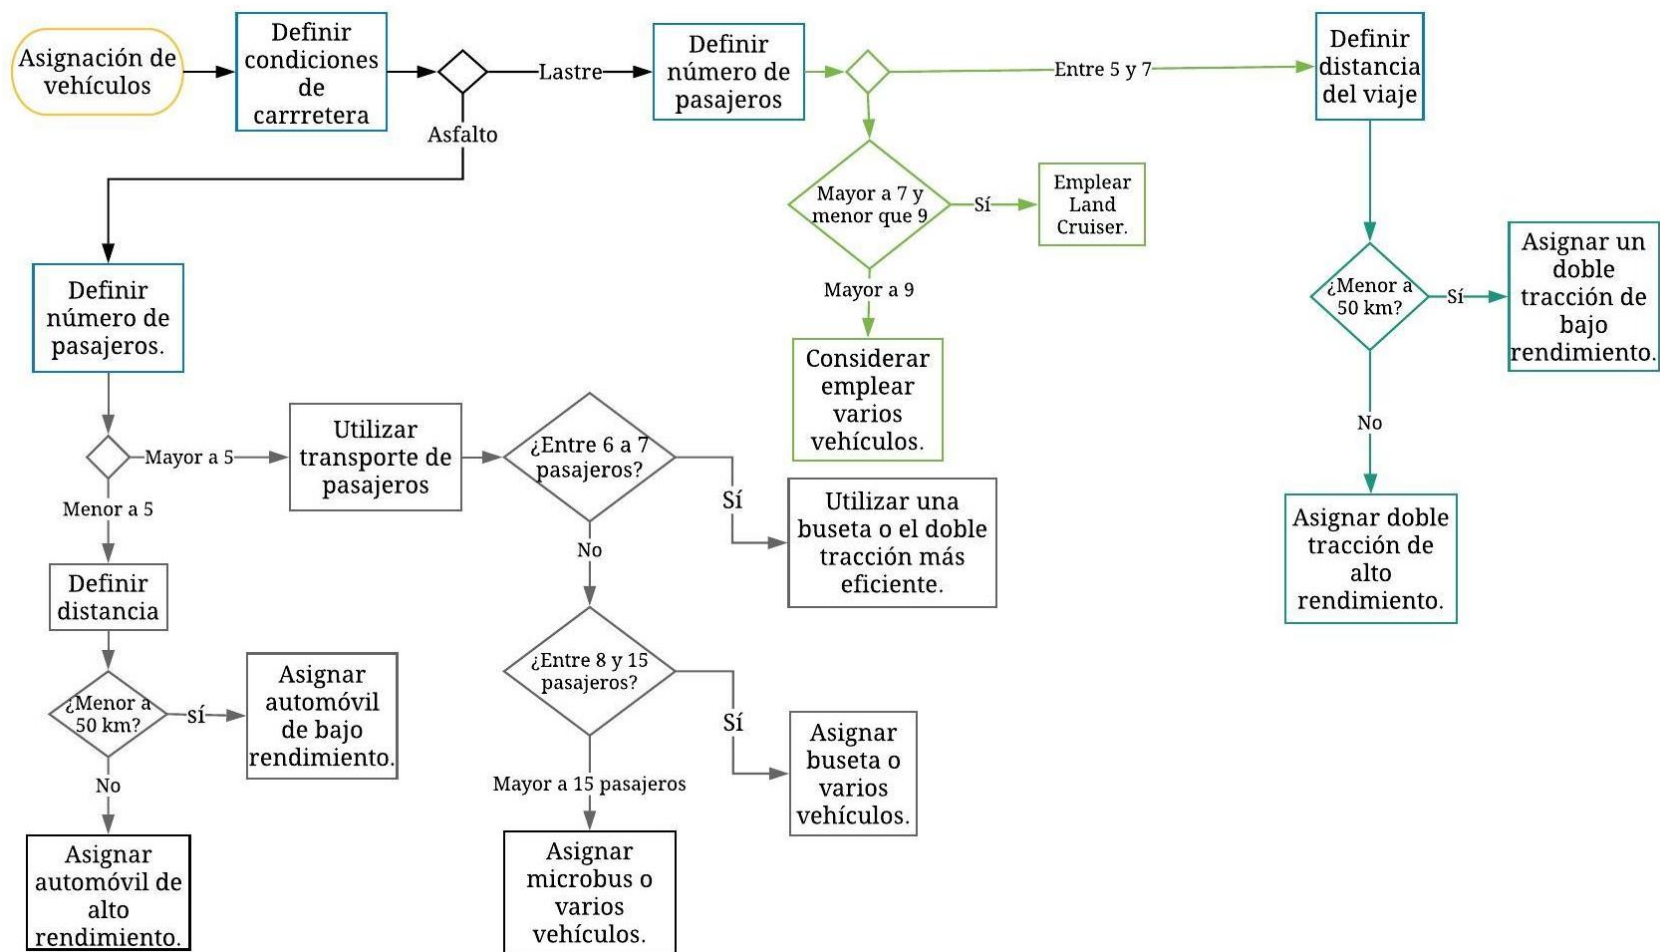 Asignación de
vehículos
Definir
condiciones
de
carrretera
Lastre
Asfalto
Definir
número de
pasajeros
Entre 5 y 7
Definir
distancia
del viaje
Mayor a 7 y
menor que 9
Sí
Emplear
Land
Cruiser.
Mayor a 9
Considerar
emplear
varios
vehículos.
¿Menor a
50 km?
Sí
Asignar un
doble
tracción de
bajo
rendimiento.
No
Asignar doble
tracción de
alto
rendimiento.
Definir
número de
pasajeros.
Mayor a 5
Utilizar
transporte de
pasajeros
¿Entre 6 a 7
pasajeros?
Sí
Utilizar una
buseta o el doble
tracción más
eficiente.
No
¿Entre 8 y 15
pasajeros?
Sí
Asignar
buseta o
varios
vehículos.
Mayor a 15 pasajeros
Asignar
microbus o
varios
vehículos.
Menor a 5
Definir
distancia
¿Menor a
50 km?
sí
Asignar
automóvil
de bajo
rendimiento.
No
Asignar
automóvil de
alto
rendimiento.